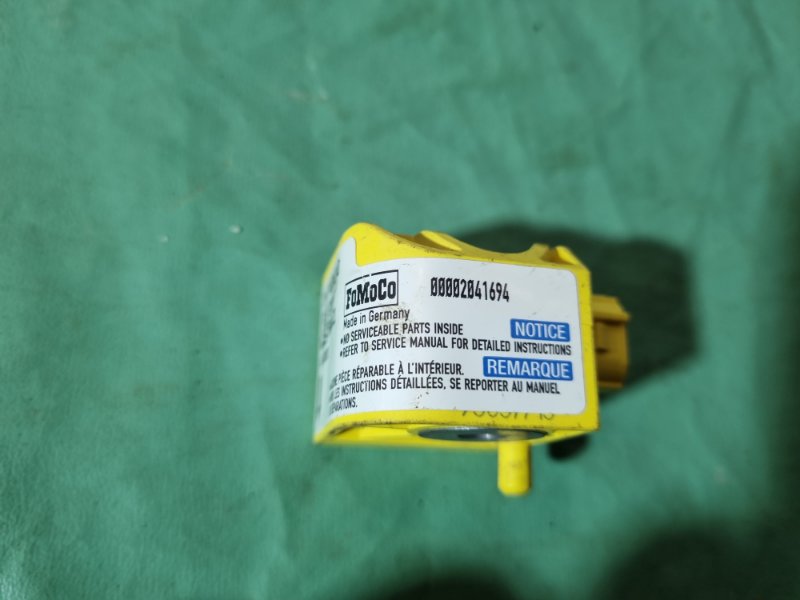 FoMoCo
00002041694
Made in Germany
•NO SERVICEABLE PARTS INSIDE
NOTICE
•REFER TO SERVICE MANUAL FOR DETAILED INSTRUCTIONS
PIÈCE RÉPARABLE À L'INTÉRIEUR.
REMARQUE
LES INSTRUCTIONS DÉTAILLÉES, SE REPORTER AU MANUEL